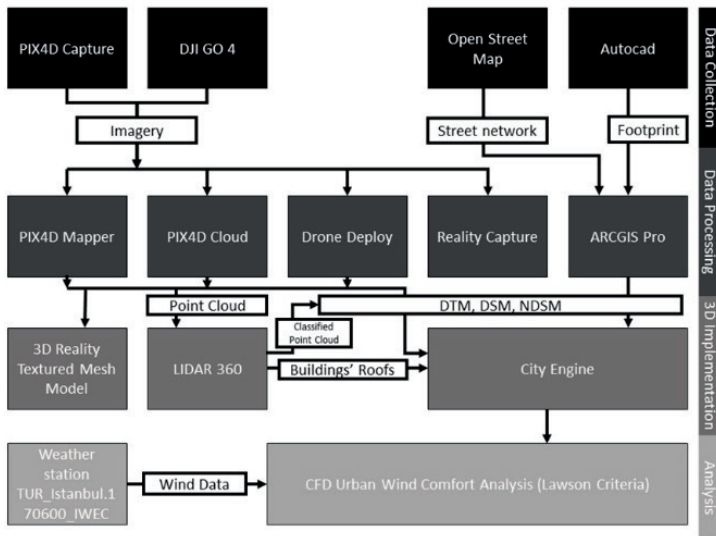 PIX4D Capture
DJI GO 4
Open Street
Map
Autocad
Data Collection
Imagery
Street network
Footprint
PIX4D Mapper
PIX4D Cloud
Drone Deploy
Reality Capture
ARCGIS Pro
Data Processing
Point Cloud
DTM, DSM, NDSM
Classified
Point Cloud
3D Reality
Textured Mesh
Model
LIDAR 360
Buildings' Roofs
City Engine
3D Implementation
Weather
station
TUR_Istanbul.1
70600_IWEC
Wind Data
CFD Urban Wind Comfort Analysis (Lawson Criteria)
Analysis